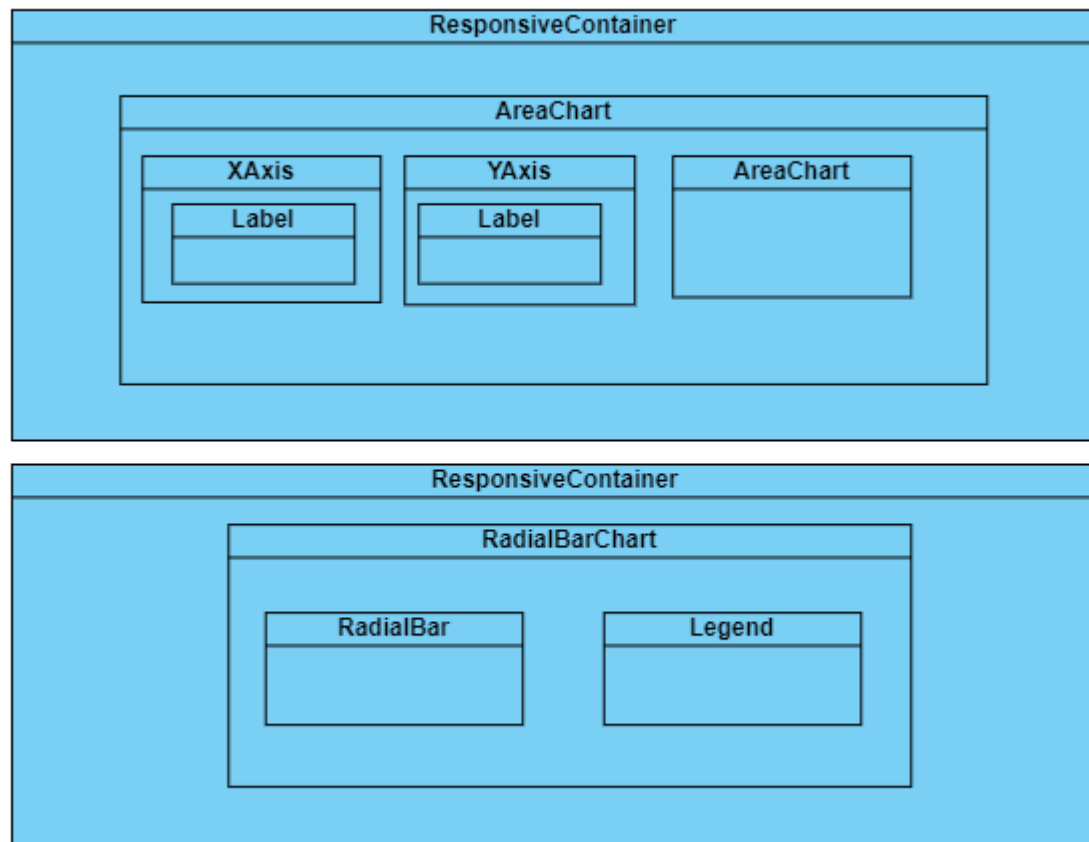 ResponsiveContainer
AreaChart
XAxis
YAxis
AreaChart
Label
Label
ResponsiveContainer
RadialBarChart
RadialBar
Legend